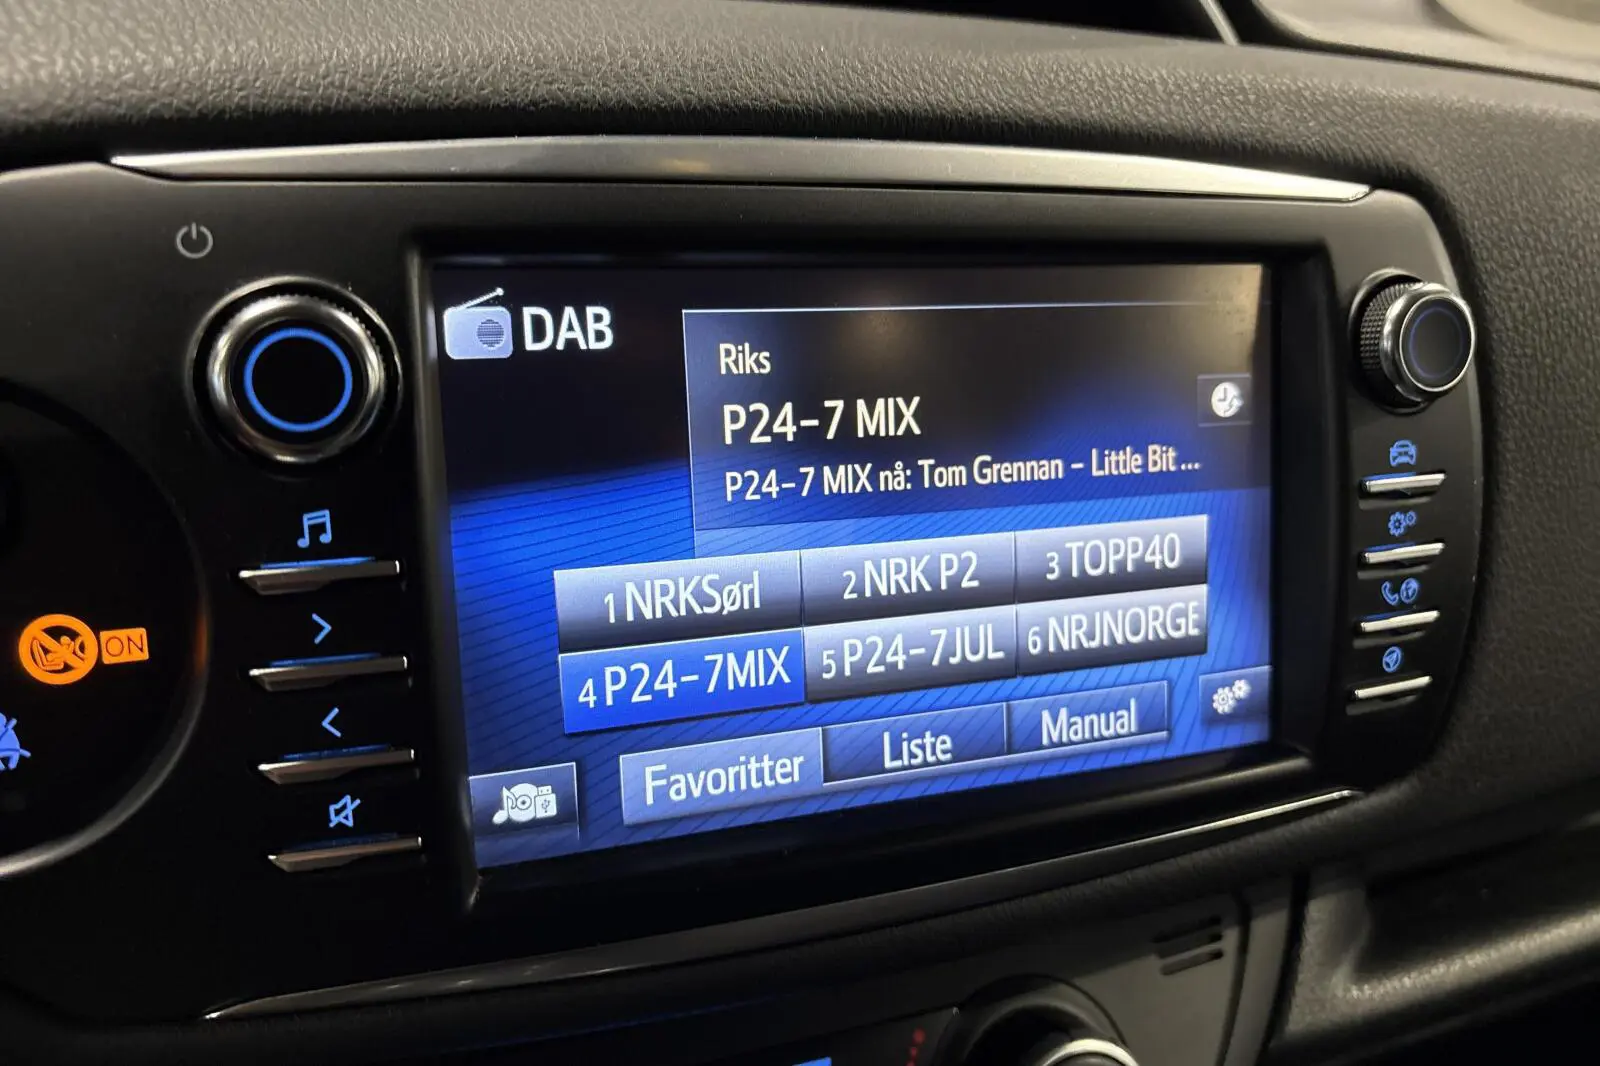 DAB
Riks
P24-7 MIX
P24-7 MIX nå: Tom Grennan - Little Bit ...
1 NRKSørl
2 NRK P2
3 TOPP40
4 P24-7MIX
5 P24-7JUL
6 NRJNORGE
Favoritter
Liste
Manual
ON